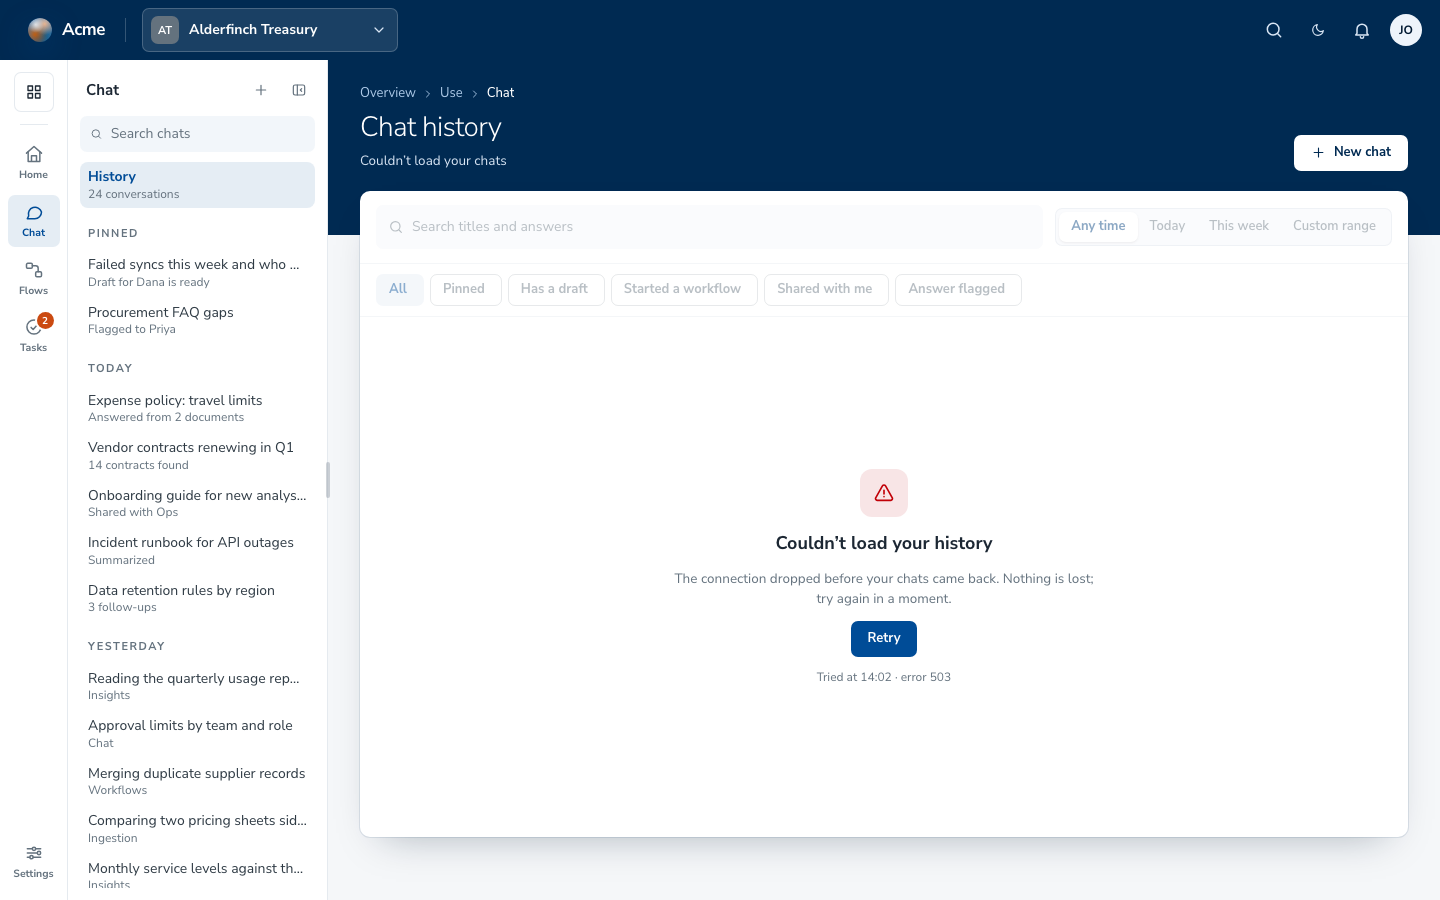 Acme
AT
Alderfinch Treasury
JO
Home
Chat
Flows
2
Tasks
Settings
Chat
Search chats
History
24 conversations
PINNED
Failed syncs this week and who ...
Draft for Dana is ready
Procurement FAQ gaps
Flagged to Priya
TODAY
Expense policy: travel limits
Answered from 2 documents
Vendor contracts renewing in Q1
14 contracts found
Onboarding guide for new analys...
Shared with Ops
Incident runbook for API outages
Summarized
Data retention rules by region
3 follow-ups
YESTERDAY
Reading the quarterly usage rep...
Insights
Approval limits by team and role
Chat
Merging duplicate supplier records
Workflows
Comparing two pricing sheets sid...
Ingestion
Monthly service levels against th...
Insights
Overview > Use > Chat
Chat history
Couldn’t load your chats
New chat
Search titles and answers
Any time Today This week Custom range
All Pinned Has a draft Started a workflow Shared with me Answer flagged
Couldn’t load your history
The connection dropped before your chats came back. Nothing is lost;
try again in a moment.
Retry
Tried at 14:02 · error 503